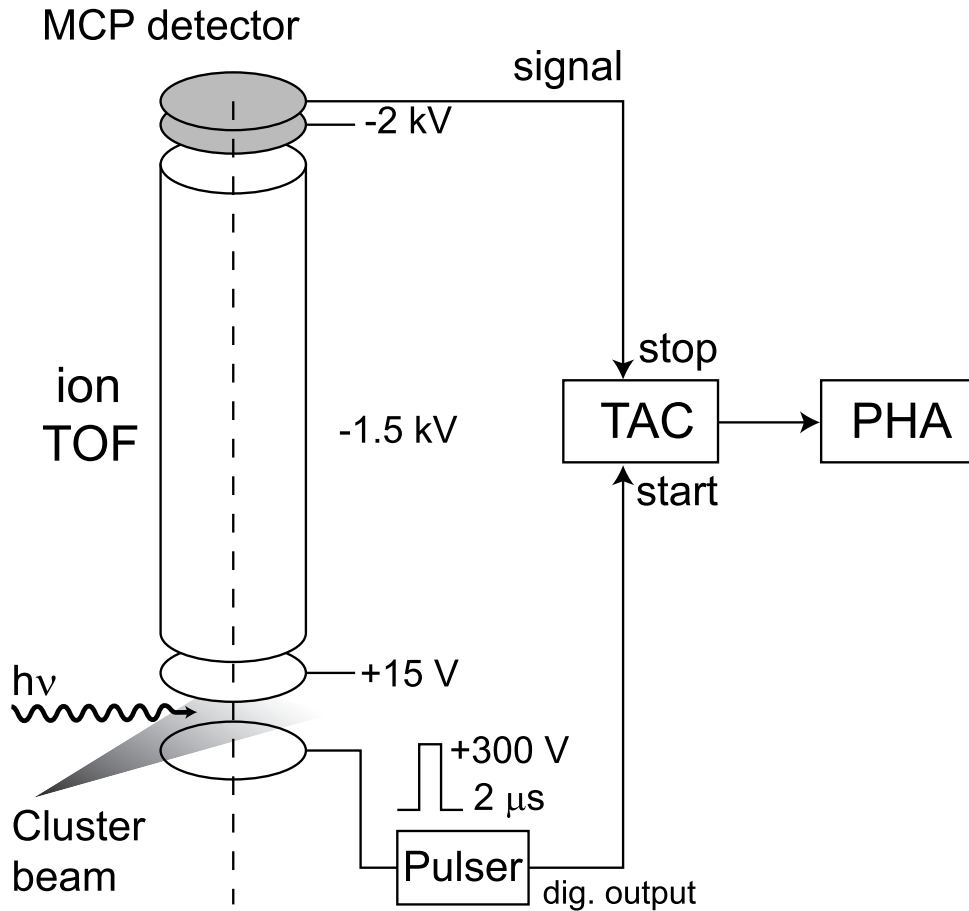 MCP detector
signal
-2 kV
stop
ion
TOF
-1.5 kV
TAC
PHA
start
+15 V
hν
+300 V
2 μs
Cluster
beam
Pulser
dig. output